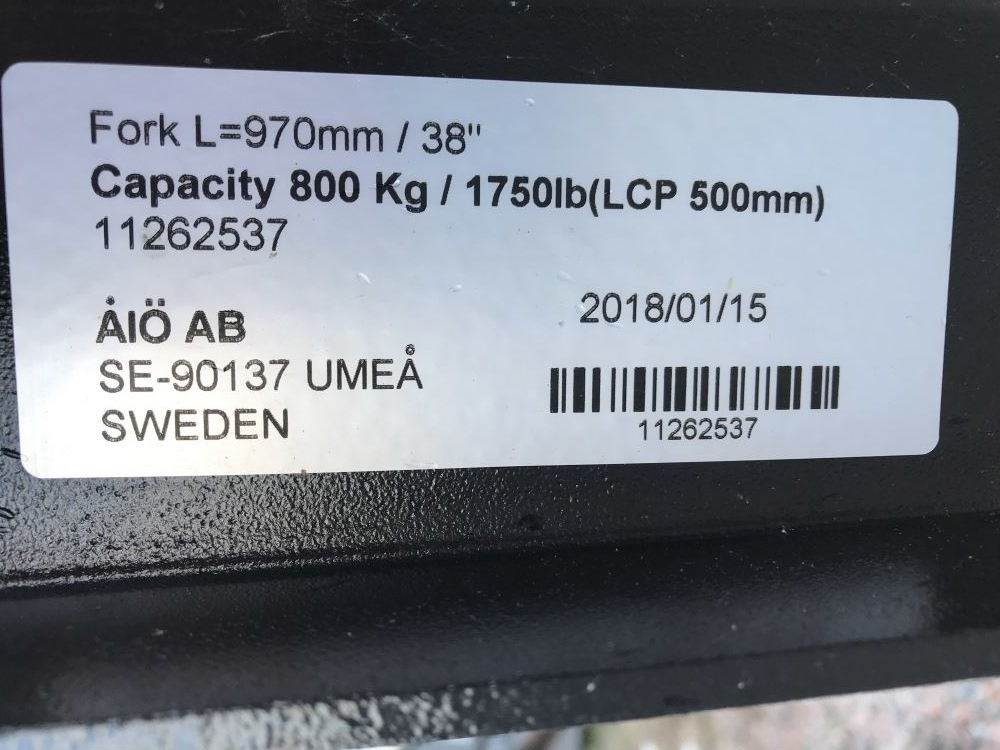 Fork L=970mm / 38"
Capacity 800 Kg / 1750lb(LCP 500mm)
11262537
ÅIÖ AB
SE-90137 UMEÅ
SWEDEN
2018/01/15
11262537